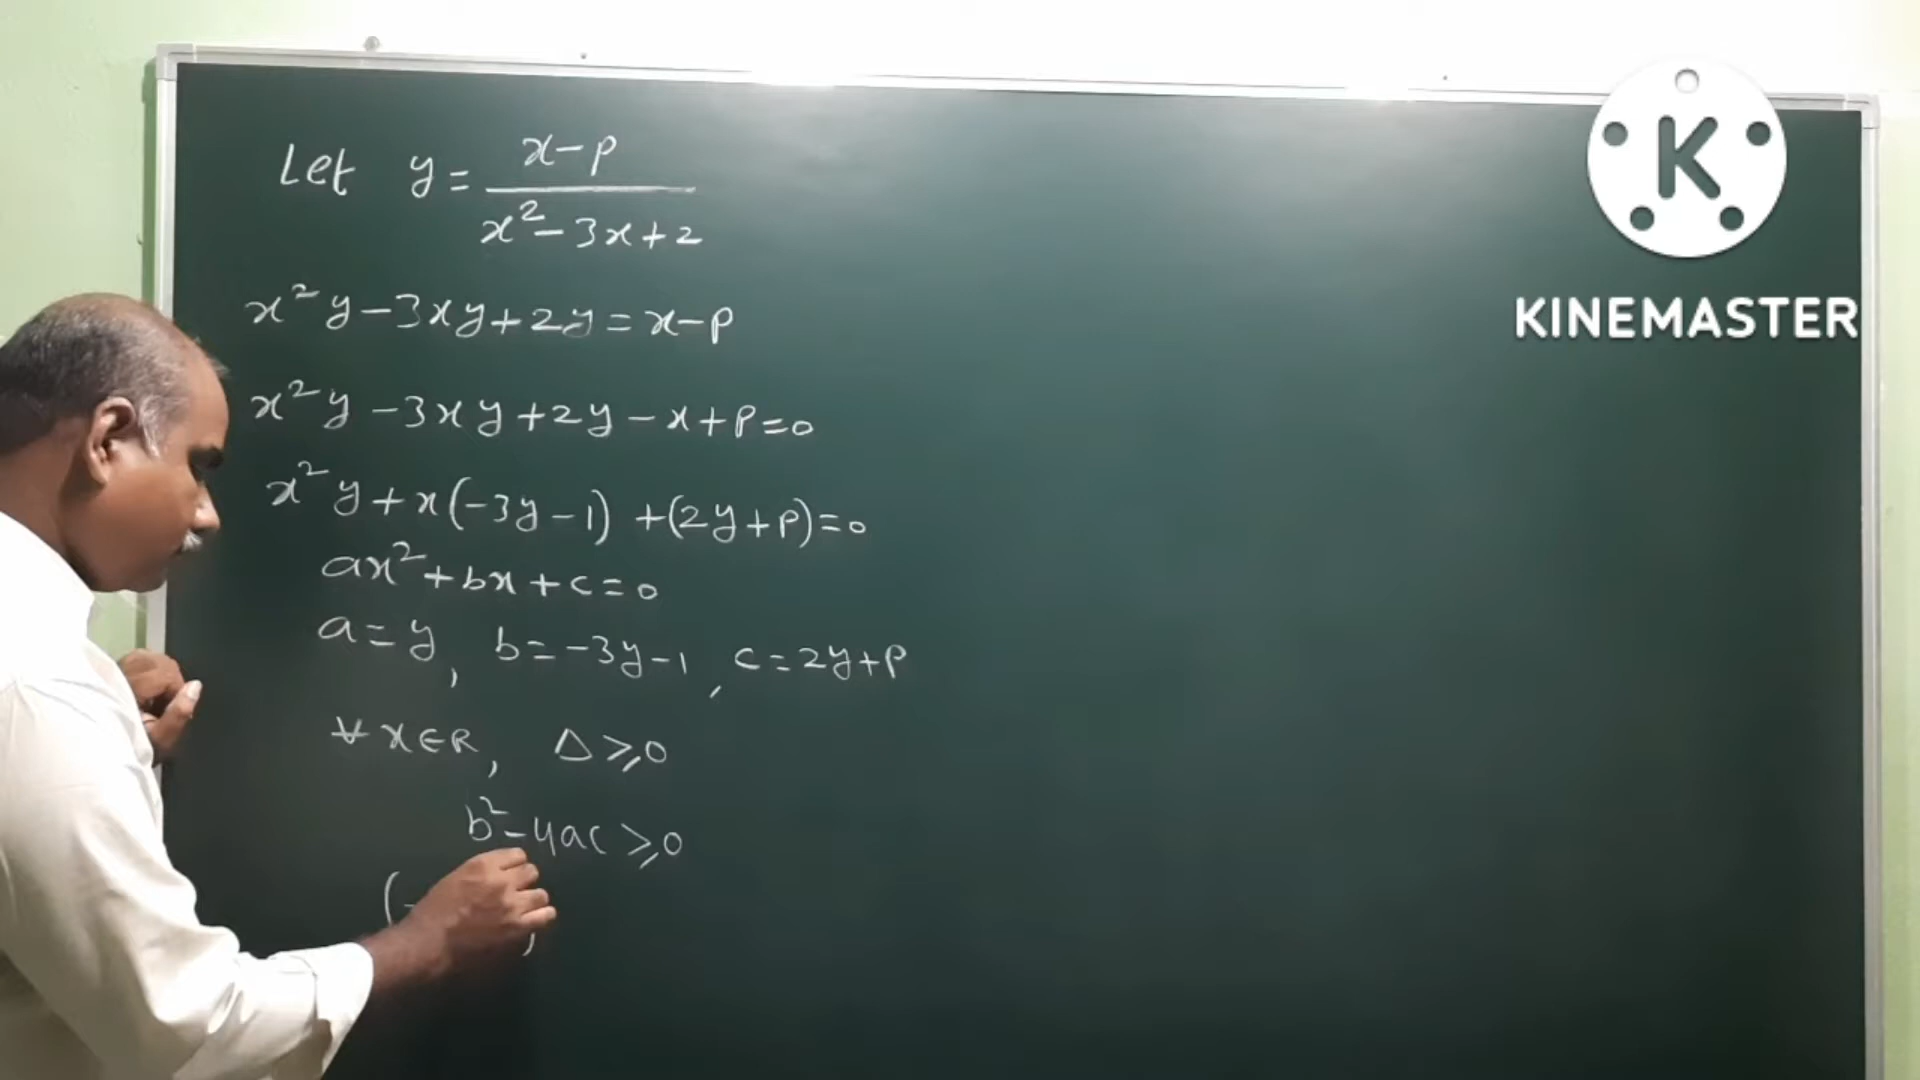 Let y = x-p / x²-3x+2
x²y-3xy+2y=x-p
x²y-3xy+2y-x+p=0
x²y+x(-3y-1)+(2y+p)=0
ax²+bx+c=0
a=y, b=-3y-1, c=2y+p
∀ x∈R, Δ⩾0
b²-4ac⩾0
(-
K
KINEMASTER